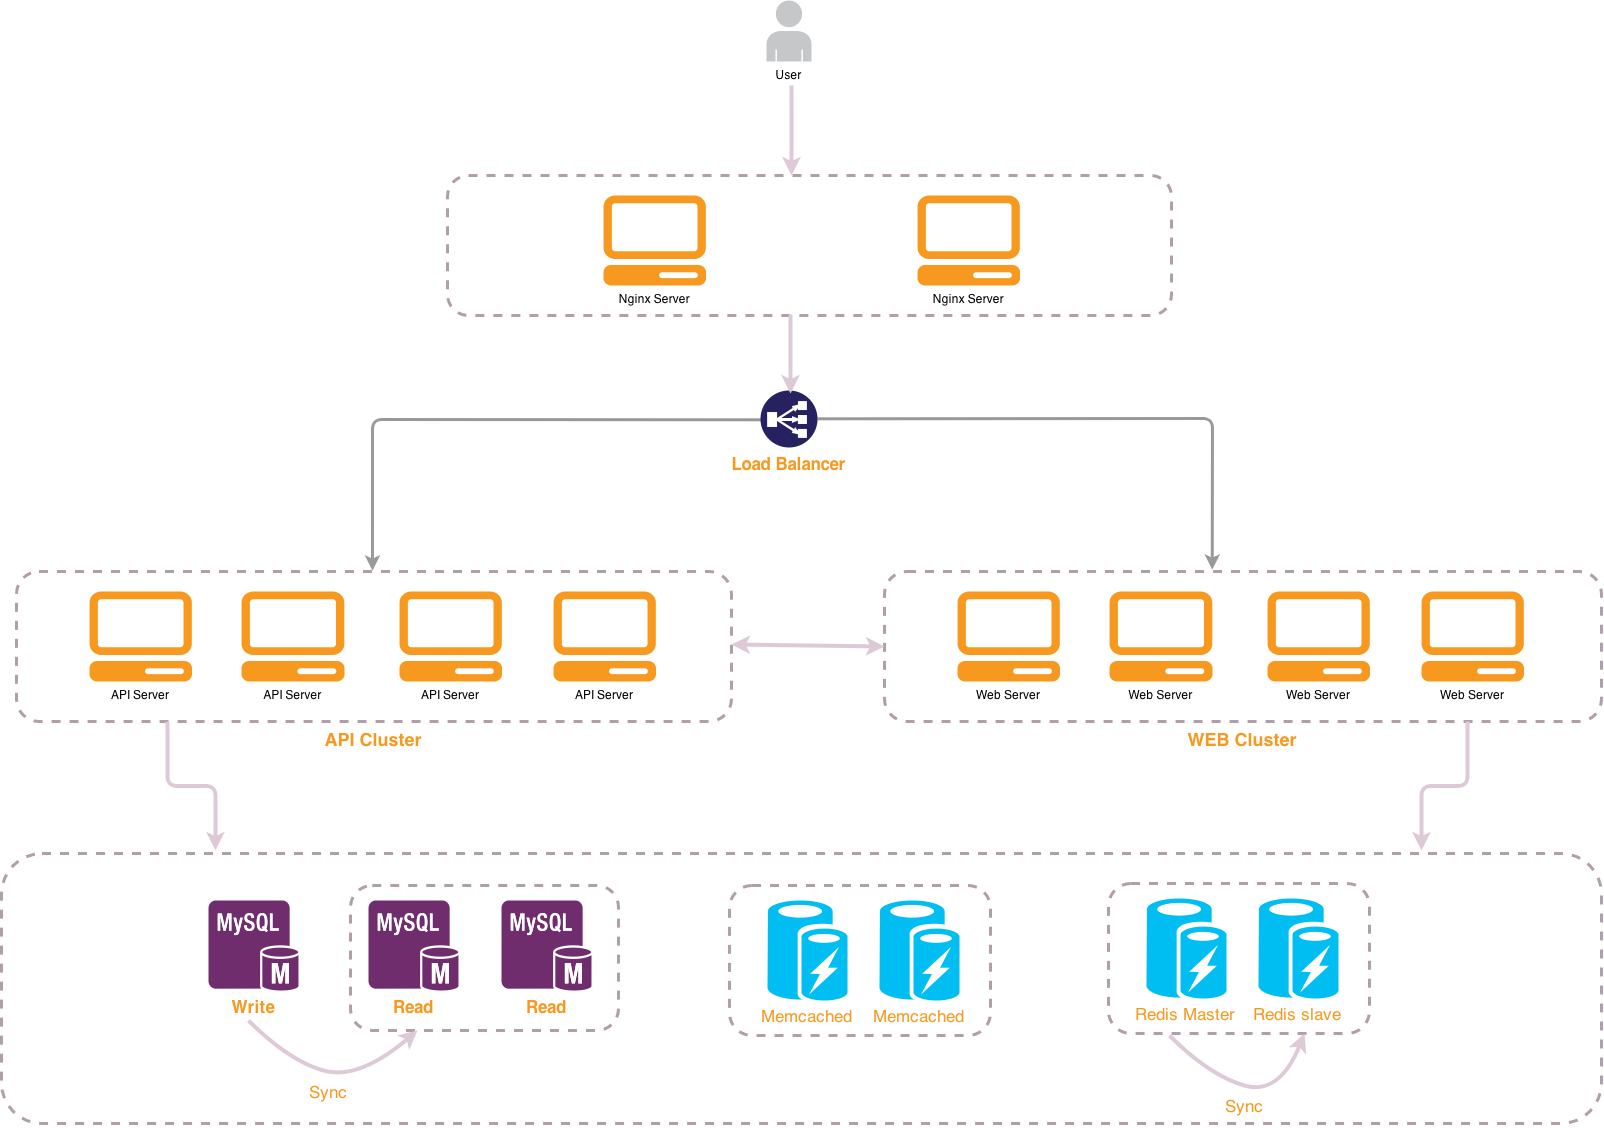 User
Nginx Server
Nginx Server
Load Balancer
API Server
API Server
API Server
API Server
Web Server
Web Server
Web Server
Web Server
API Cluster
WEB Cluster
MySQL
M
Write
MySQL
M
Read
MySQL
M
Read
Memcached
Memcached
Redis Master
Redis slave
Sync
Sync